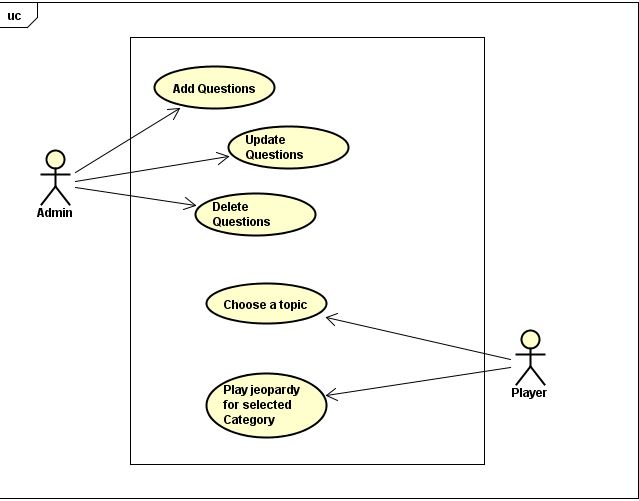 uc
Add Questions
Update
Questions
Admin
Delete
Questions
Choose a topic
Player
Play jeopardy
for selected
Category